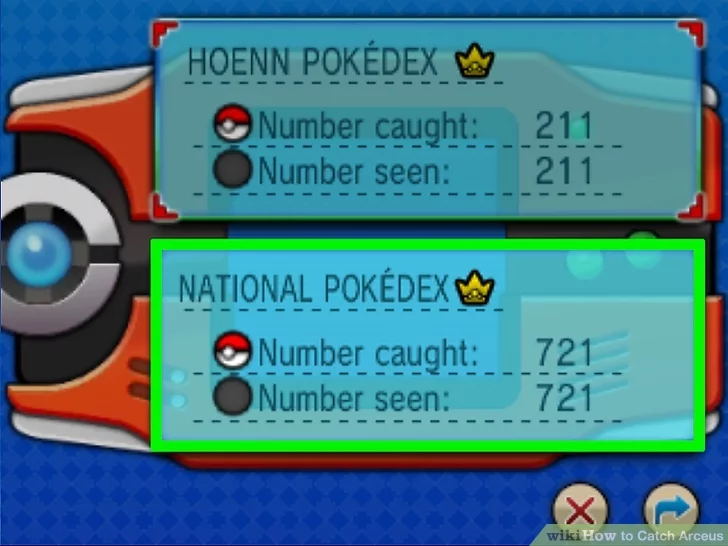 HOENN POKÉDEX
Number caught: 211
Number seen: 211
NATIONAL POKÉDEX
Number caught: 721
Number seen: 721
wikiHow to Catch Arceus